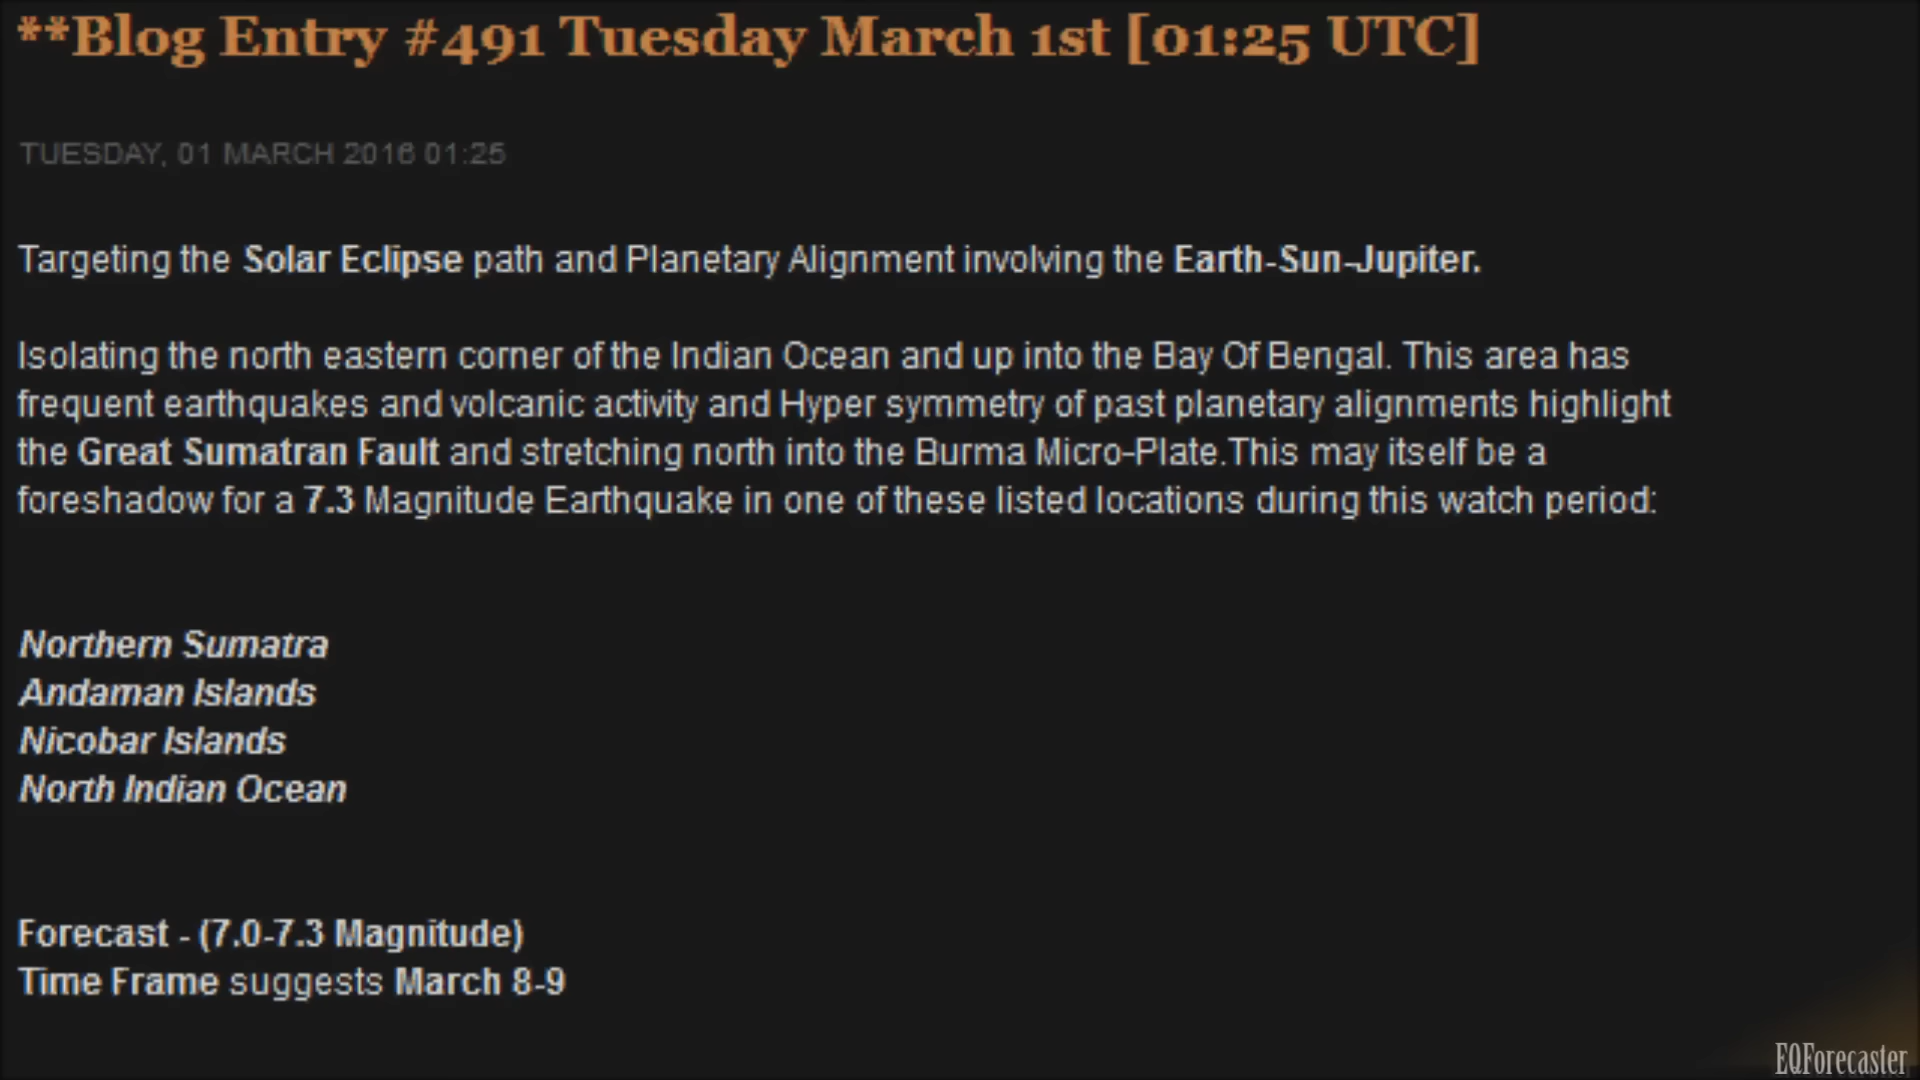 **Blog Entry #491 Tuesday March 1st [01:25 UTC]
TUESDAY, 01 MARCH 2016 01:25
Targeting the Solar Eclipse path and Planetary Alignment involving the Earth-Sun-Jupiter.
Isolating the north eastern corner of the Indian Ocean and up into the Bay Of Bengal. This area has
frequent earthquakes and volcanic activity and Hyper symmetry of past planetary alignments highlight
the Great Sumatran Fault and stretching north into the Burma Micro-Plate.This may itself be a
foreshadow for a 7.3 Magnitude Earthquake in one of these listed locations during this watch period:
Northern Sumatra
Andaman Islands
Nicobar Islands
North Indian Ocean
Forecast - (7.0-7.3 Magnitude)
Time Frame suggests March 8-9
EQForecaster